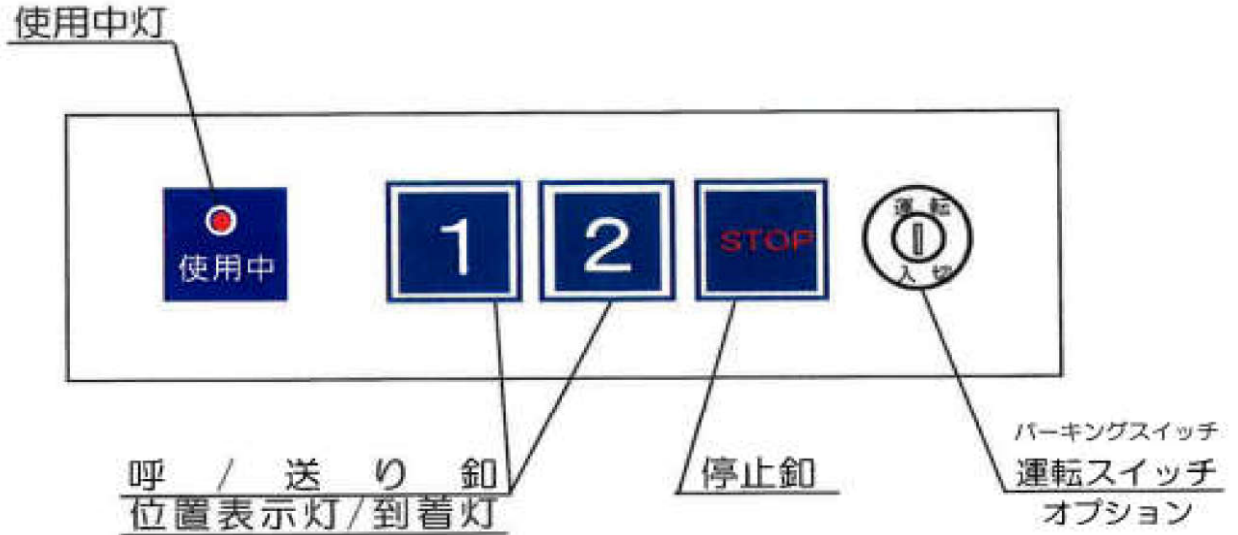 使用中灯
使用中
1
2
STOP
運転
入切
呼/送り釦
位置表示灯/到着灯
停止釦
パーキングスイッチ
運転スイッチ
オプション